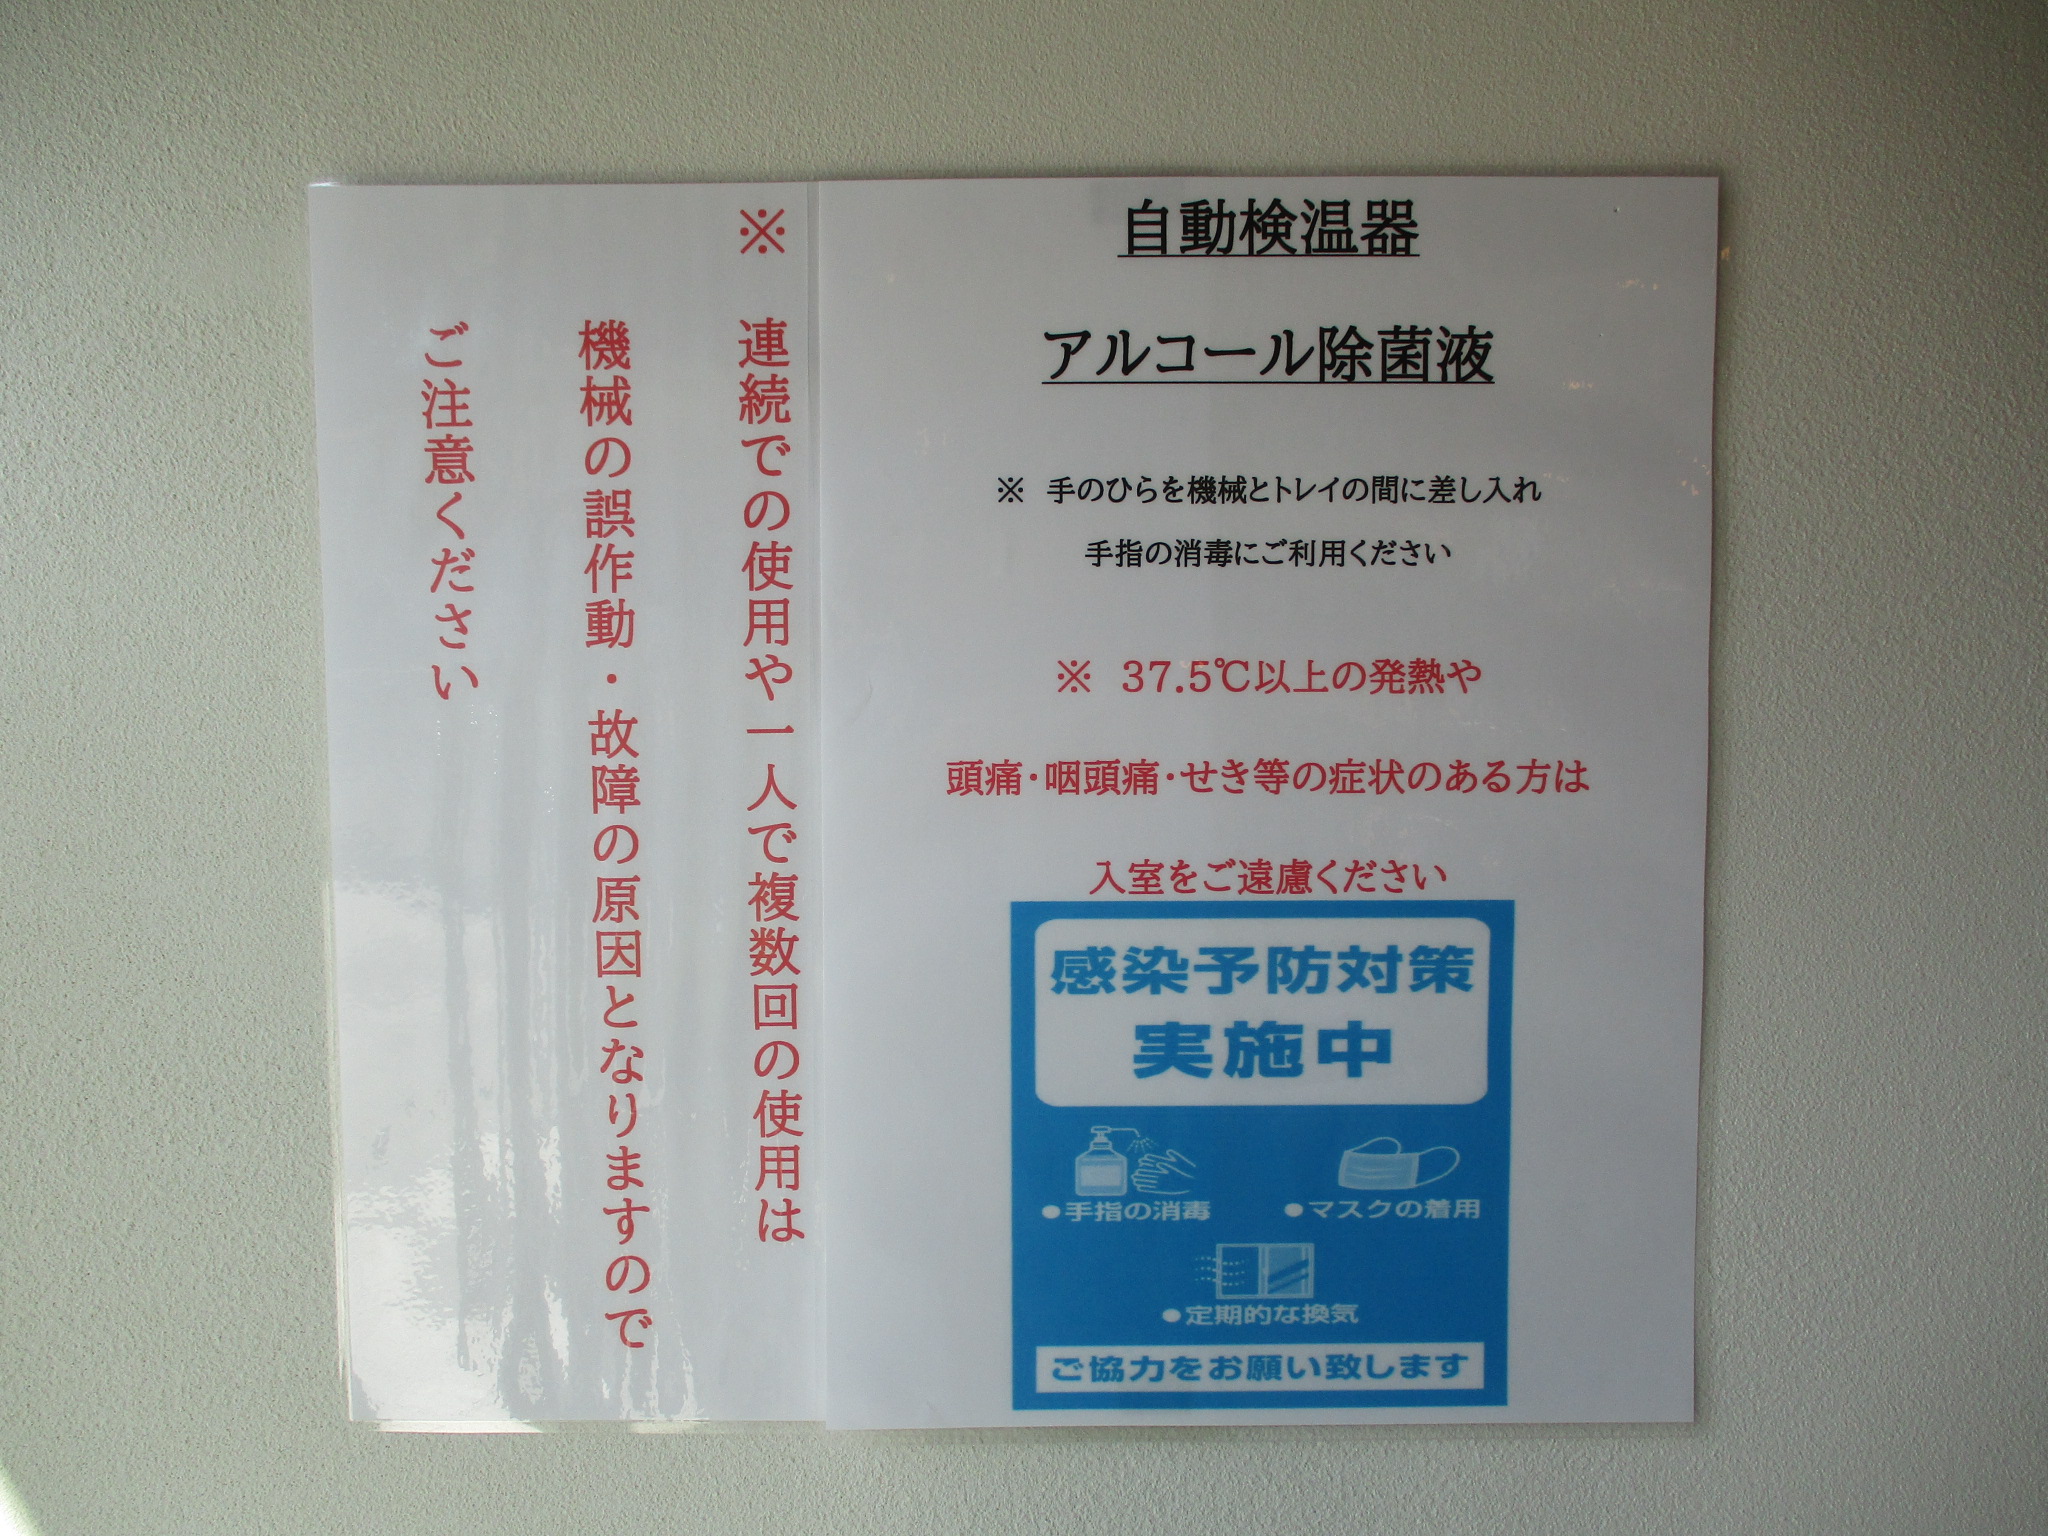 自動検温器
アルコール除菌液
※ 手のひらを機械とトレイの間に差し入れ
手指の消毒にご利用ください
※ 37.5℃以上の発熱や
頭痛・咽頭痛・せき等の症状のある方は
入室をご遠慮ください
感染予防対策
実施中
●手指の消毒
●マスクの着用
●定期的な換気
ご協力をお願い致します
※ 連続での使用や一人で複数回の使用は
機械の誤作動・故障の原因となりますので
ご注意ください